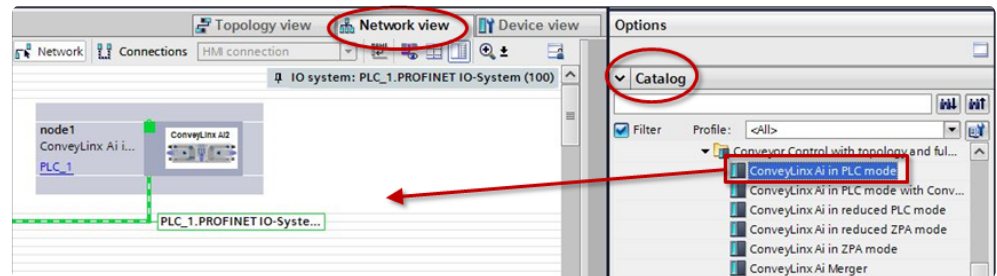 Topology view
Network view
Device view
Options
Network
Connections
HMI connection
IO system: PLC_1.PROFINET IO-System (100)
Catalog
Filter
Profile:
<All>
node1
ConveyLinx Ai i...
PLC_1
ConveyLinx Ai2
Conveyor Control with topology and ful...
ConveyLinx Ai in PLC mode
ConveyLinx Ai in PLC mode with Conv...
ConveyLinx Ai in reduced PLC mode
ConveyLinx Ai in reduced ZPA mode
ConveyLinx Ai in ZPA mode
ConveyLinx Ai Merger
PLC_1.PROFINET IO-Syste...